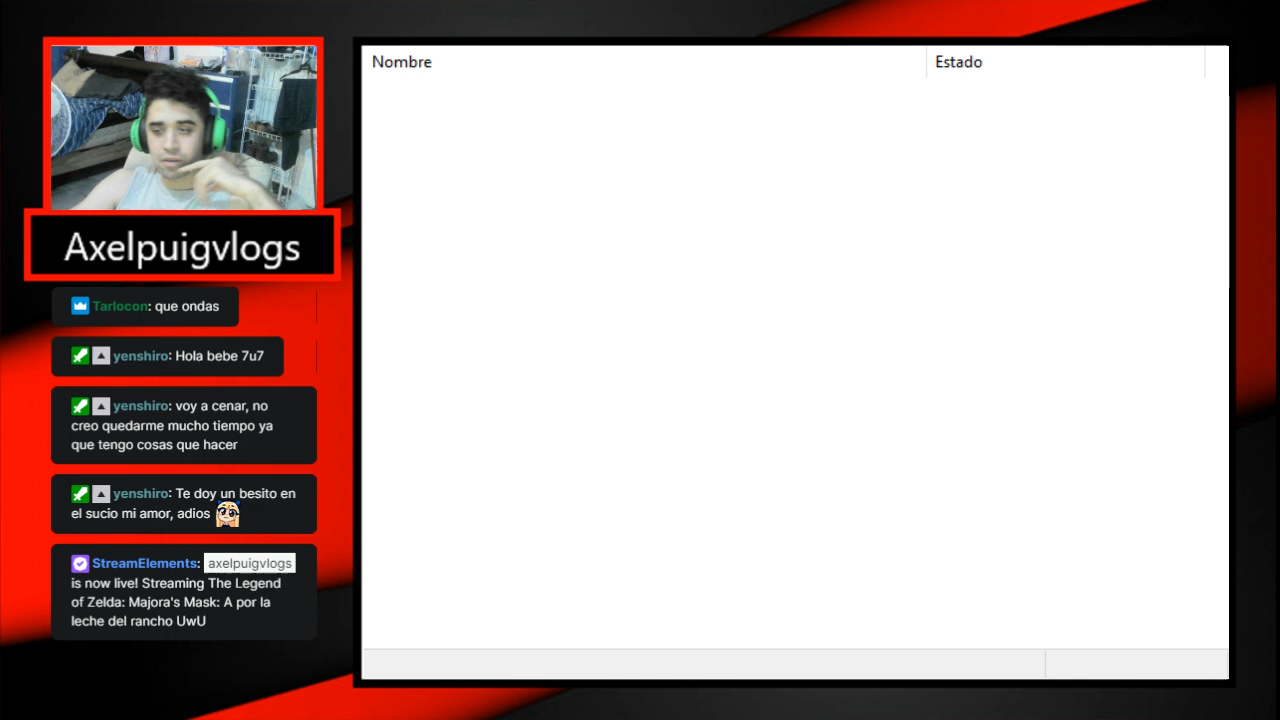 Nombre
Estado
Axelpuigvlogs
Tarlocon: que ondas
yenshiro: Hola bebe 7u7
yenshiro: voy a cenar, no
creo quedarme mucho tiempo ya
que tengo cosas que hacer
yenshiro: Te doy un besito en
el sucio mi amor, adios
StreamElements: axelpuigvlogs
is now live! Streaming The Legend
of Zelda: Majora's Mask: A por la
leche del rancho UwU